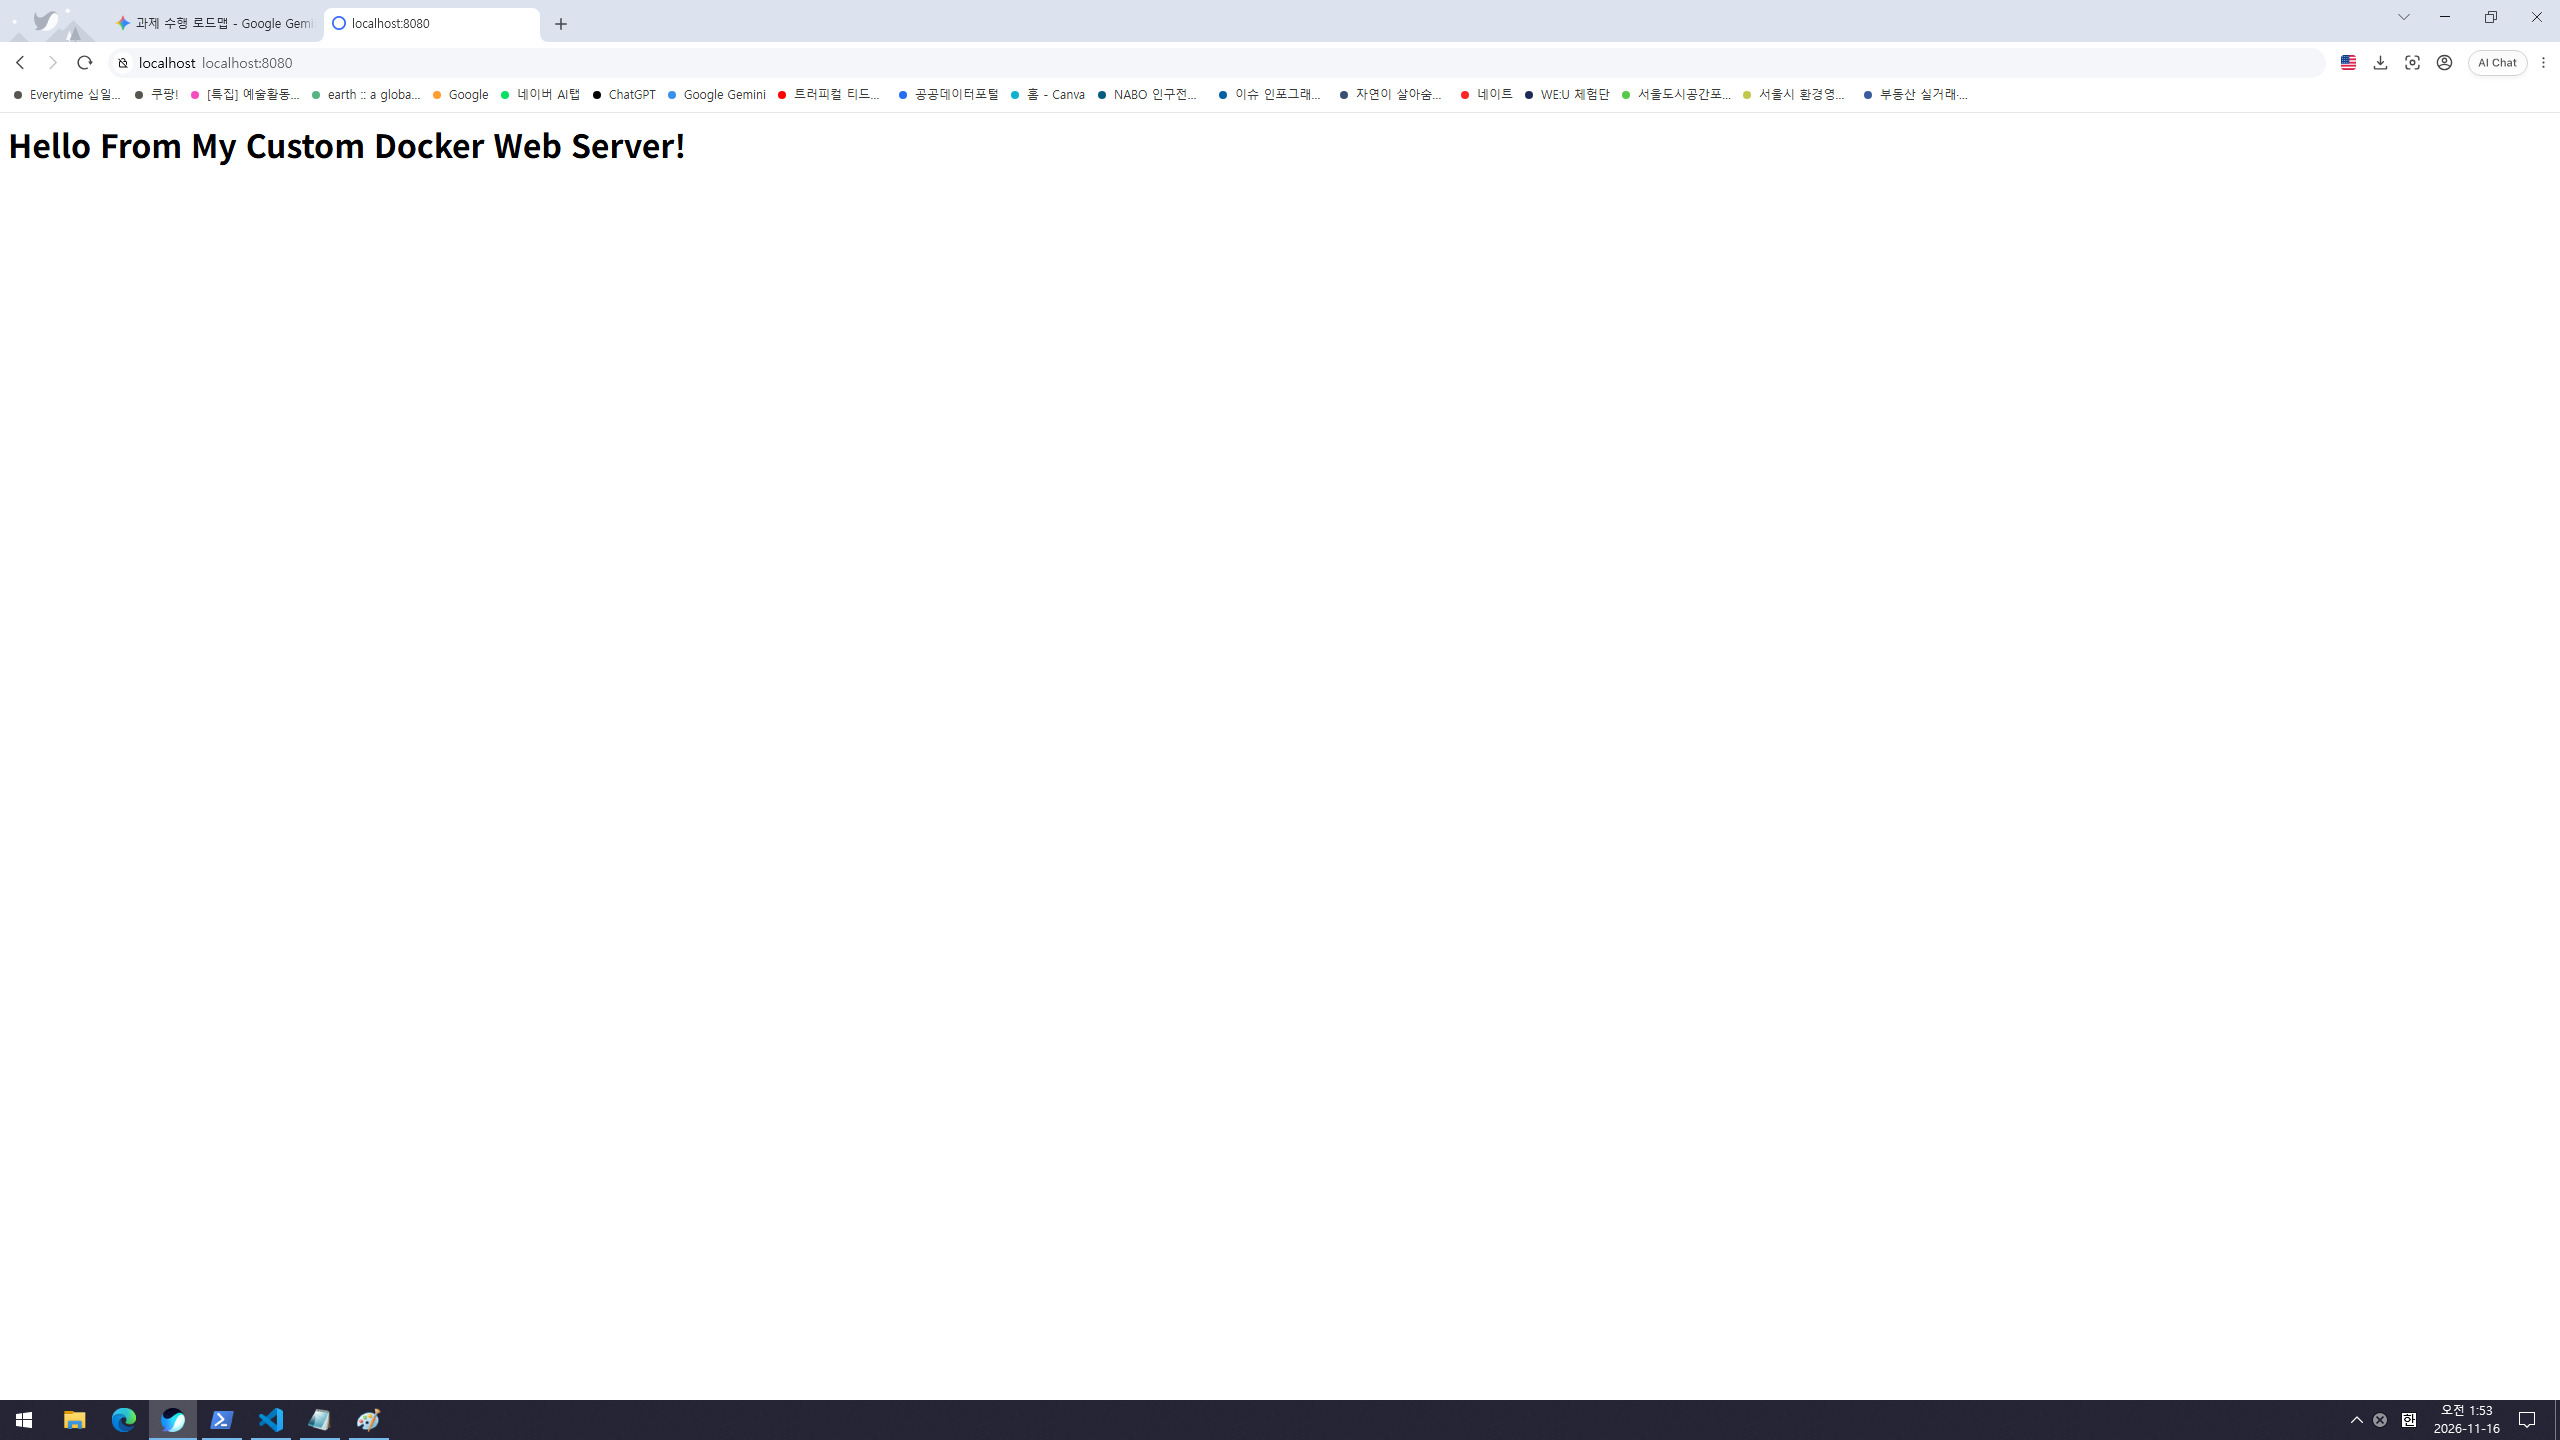 과제 수행 로드맵 - Google Gemi
localhost:8080
localhost localhost:8080
AI Chat
Everytime 십일... 쿠팡! [특집] 예술활동... earth :: a globa... Google 네이버 AI탭 ChatGPT Google Gemini 트러피컬 티드... 공공데이터포털 홈 - Canva NABO 인구전... 이슈 인포그래... 자연이 살아숨... 네이트 WE:U 체험단 서울도시공간포... 서울시 환경영... 부동산 실거래...
Hello From My Custom Docker Web Server!
한
오전 1:53
2026-11-16